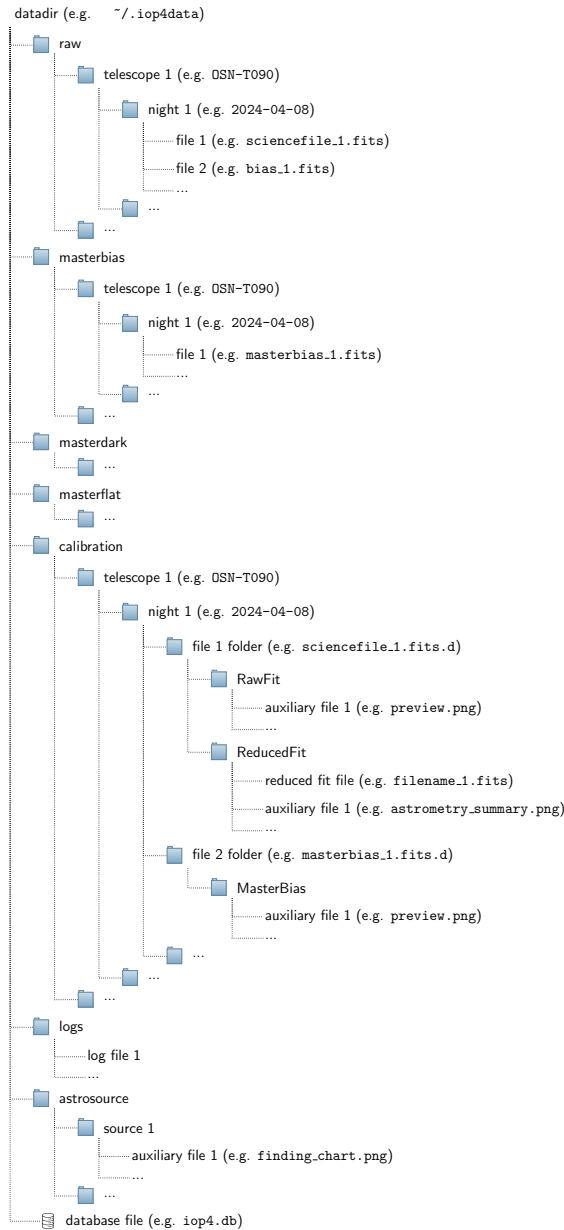 datadir (e.g. ~/.iop4data)
raw
telescope 1 (e.g. OSN-T090)
night 1 (e.g. 2024-04-08)
file 1 (e.g. sciencefile_1.fits)
file 2 (e.g. bias_1.fits)
...
...
...
masterbias
telescope 1 (e.g. OSN-T090)
night 1 (e.g. 2024-04-08)
file 1 (e.g. masterbias_1.fits)
...
...
...
masterdark
...
masterflat
...
calibration
telescope 1 (e.g. OSN-T090)
night 1 (e.g. 2024-04-08)
file 1 folder (e.g. sciencefile_1.fits.d)
RawFit
auxiliary file 1 (e.g. preview.png)
...
ReducedFit
reduced fit file (e.g. filename_1.fits)
auxiliary file 1 (e.g. astrometry_summary.png)
...
file 2 folder (e.g. masterbias_1.fits.d)
MasterBias
auxiliary file 1 (e.g. preview.png)
...
...
...
...
logs
log file 1
...
astrosource
source 1
auxiliary file 1 (e.g. finding_chart.png)
...
...
database file (e.g. iop4.db)